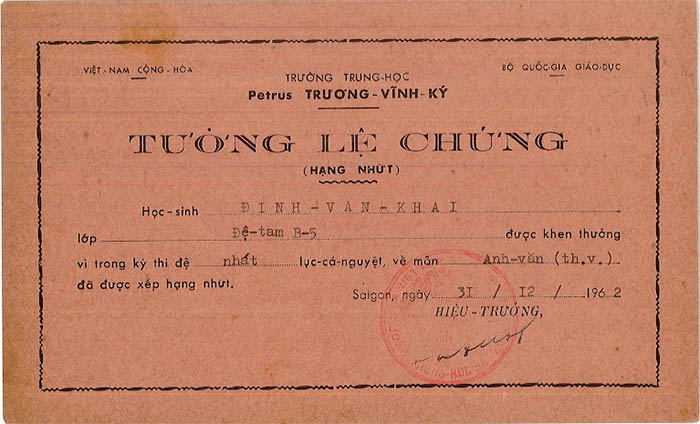 VIỆT-NAM CỘNG-HÒA
BỘ QUỐC-GIA GIÁO-DỤC
TRƯỜNG TRUNG-HỌC
Petrus TRƯƠNG-VĨNH-KÝ
TƯỞNG LỆ CHỨNG
(HẠNG NHỨT)
Học-sinh ĐINH-VĂN-KHAI
lớp Đệ-tam B-5 được khen thưởng
vì trong kỳ thi đệ nhất lục-cá-nguyệt, về môn Anh-văn (th.v.)
đã được xếp hạng nhứt.
Saigon, ngày 31 / 12 / 1962
HIỆU-TRƯỞNG,